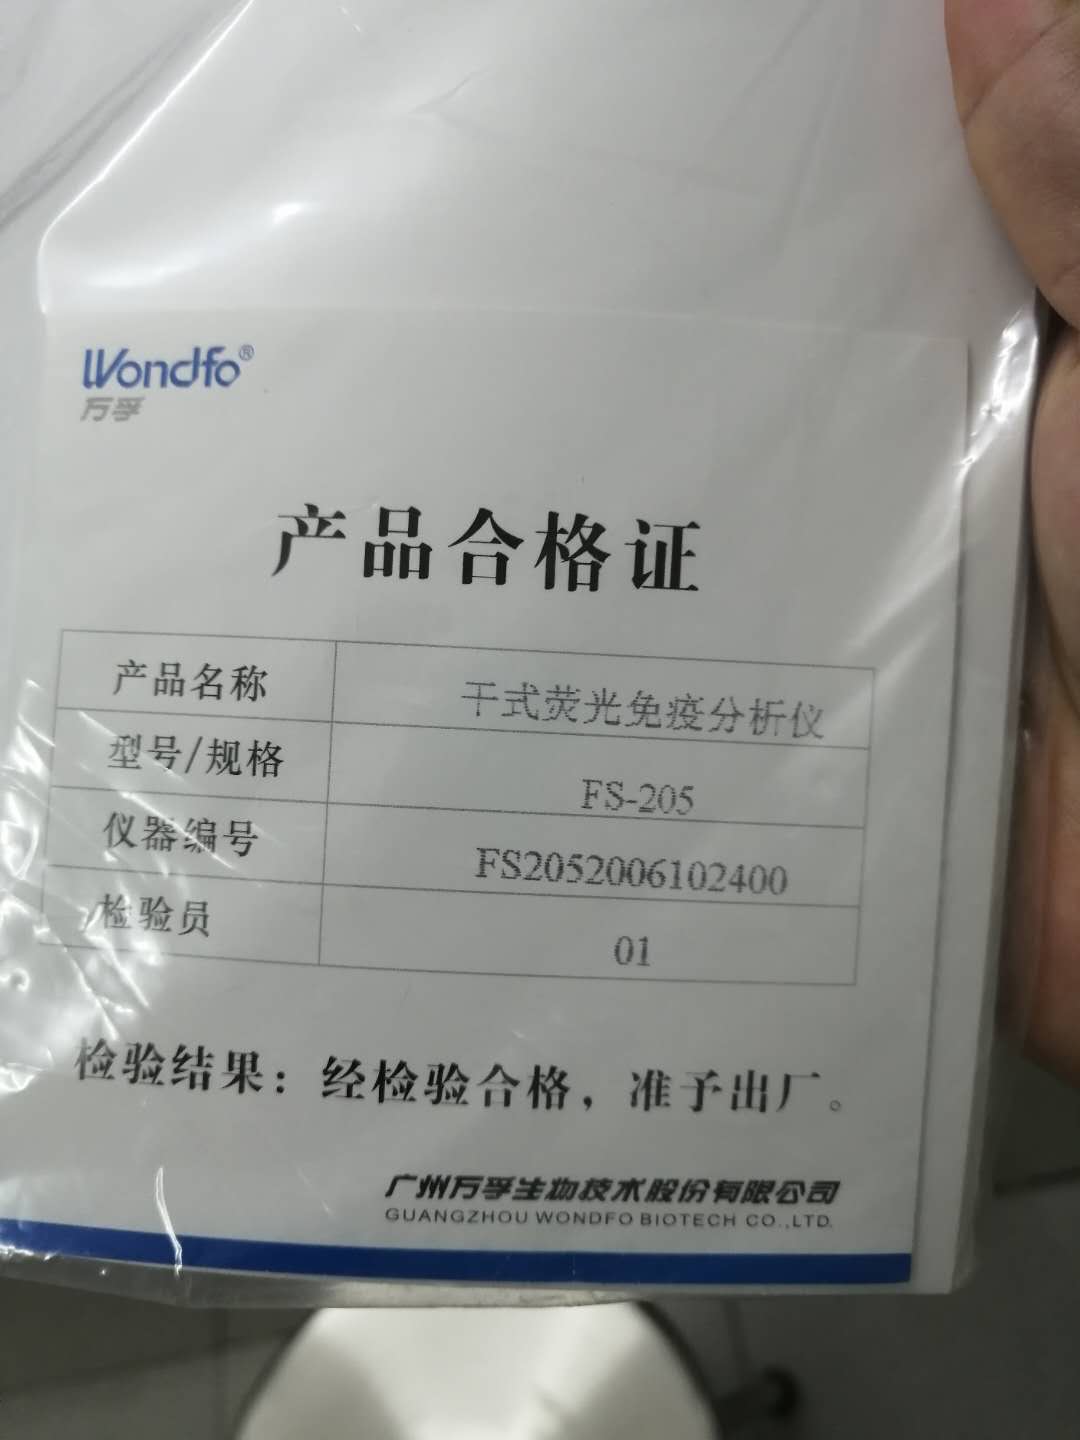 Wondfo®
万孚
产品合格证
产品名称 干式荧光免疫分析仪
型号/规格 FS-205
仪器编号 FS2052006102400
检验员 01
检验结果：经检验合格，准予出厂。
广州万孚生物技术股份有限公司
GUANGZHOU WONDFO BIOTECH CO.,LTD.